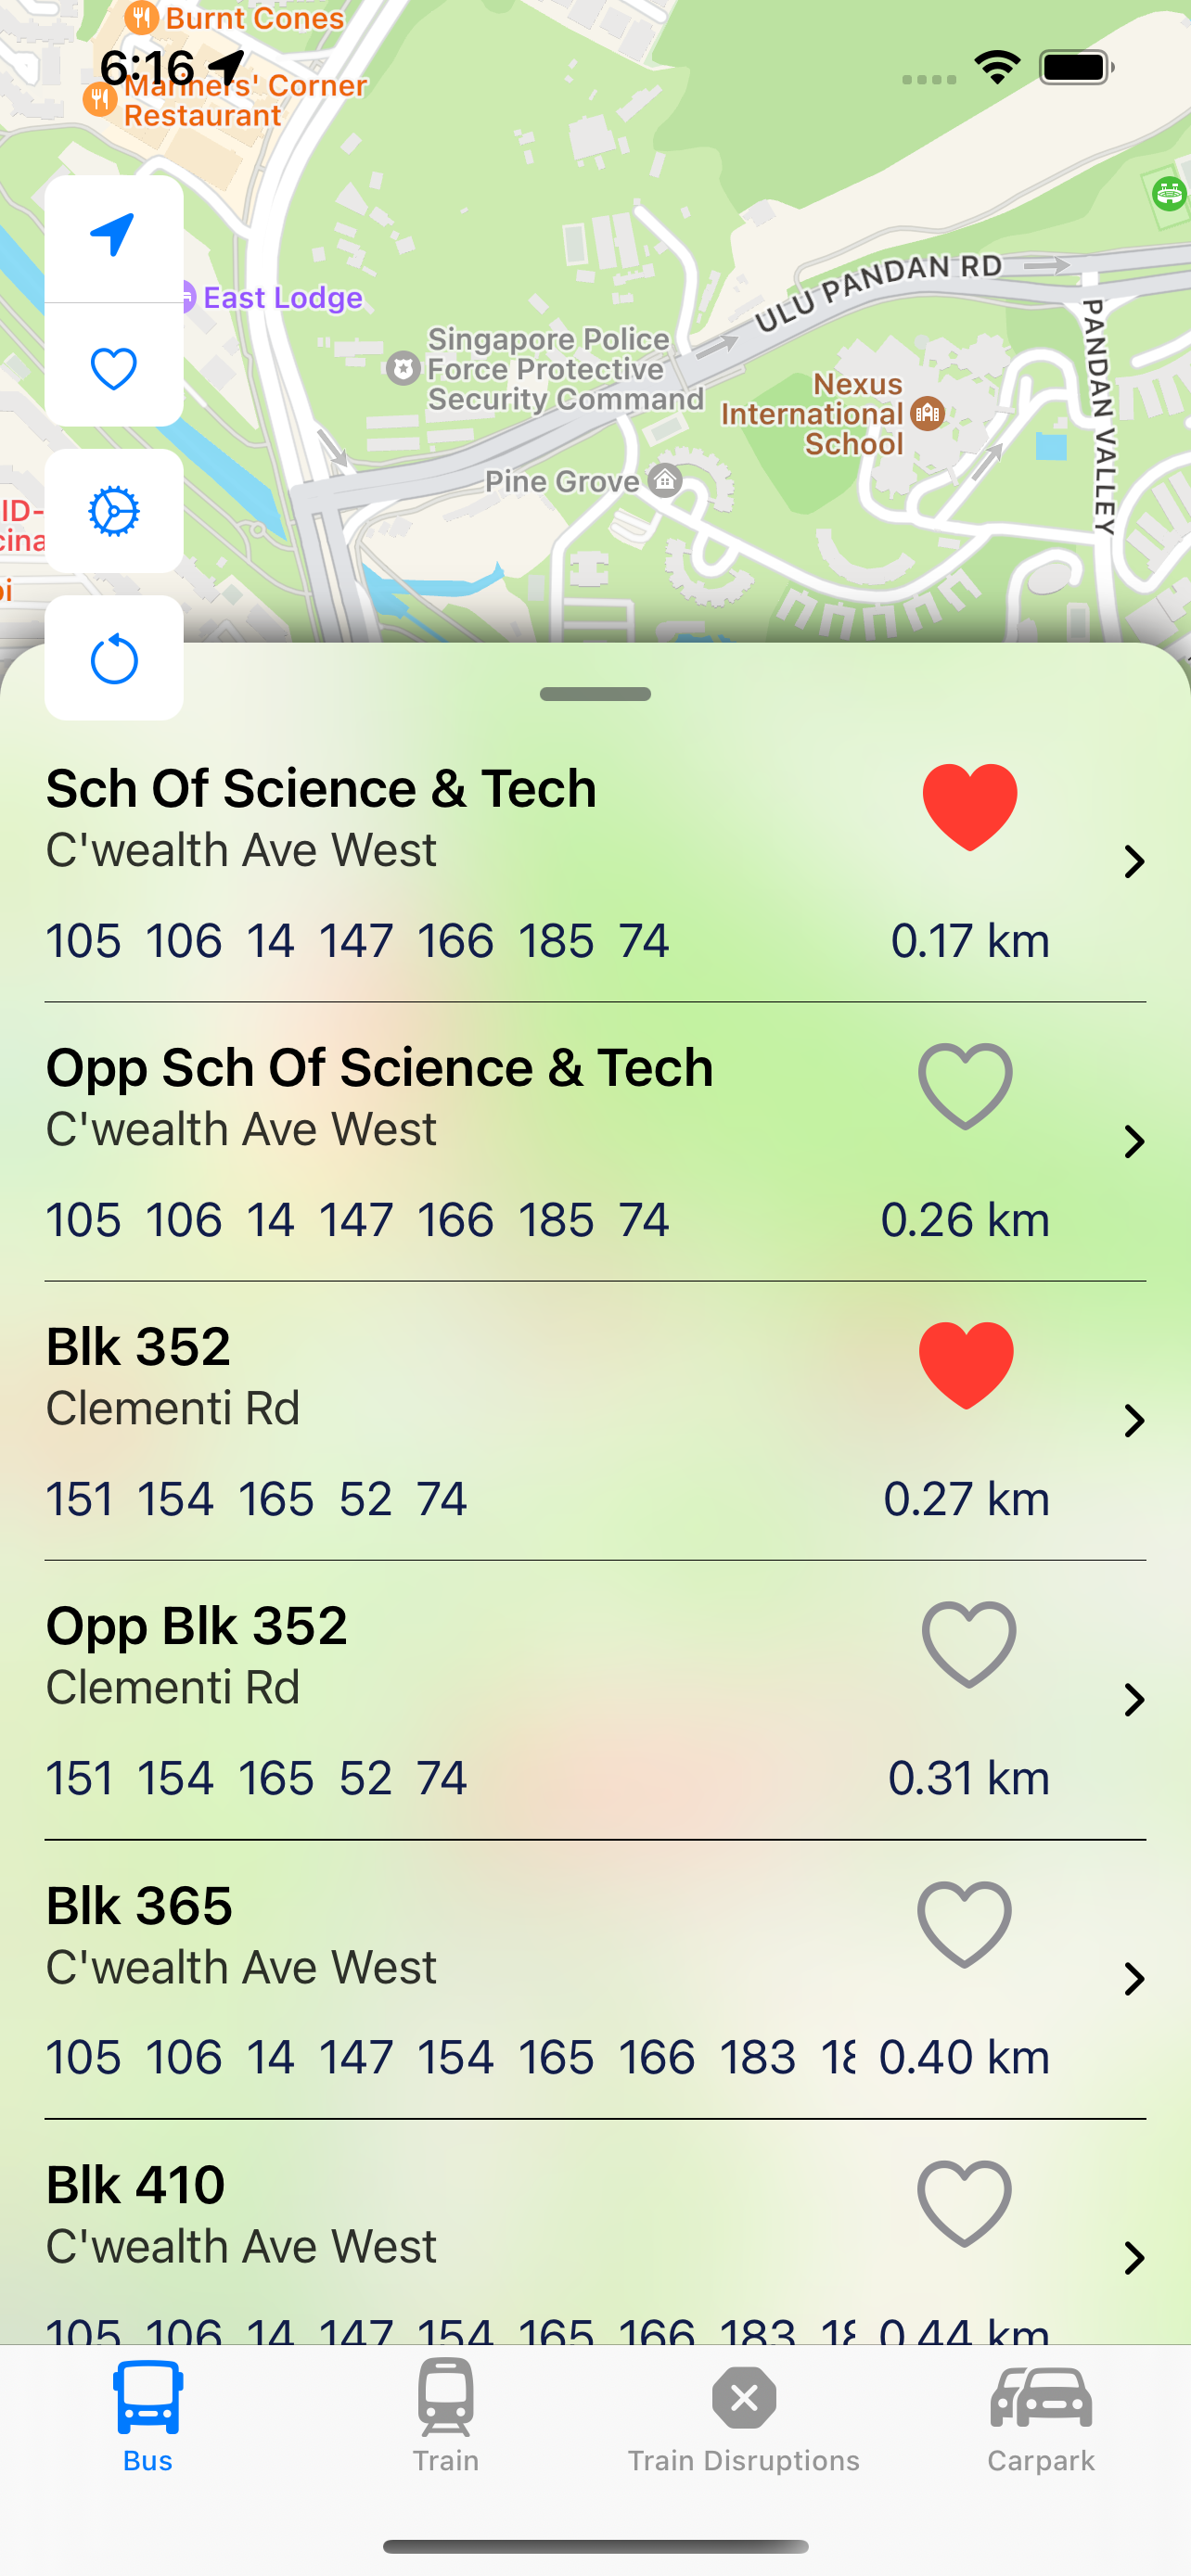 Burnt Cones
6:16
Mariners' Corner
Restaurant
East Lodge
ULU PANDAN RD
PANDAN VALLEY
Singapore Police
Force Protective
Security Command
Nexus
International
School
Pine Grove
ID-
cina
Sch Of Science & Tech
C'wealth Ave West
105 106 14 147 166 185 74 0.17 km
Opp Sch Of Science & Tech
C'wealth Ave West
105 106 14 147 166 185 74 0.26 km
Blk 352
Clementi Rd
151 154 165 52 74 0.27 km
Opp Blk 352
Clementi Rd
151 154 165 52 74 0.31 km
Blk 365
C'wealth Ave West
105 106 14 147 154 165 166 183 0.40 km
Blk 410
C'wealth Ave West
105 106 14 147 154 165 166 183 0.44 km
Bus
Train
Train Disruptions
Carpark